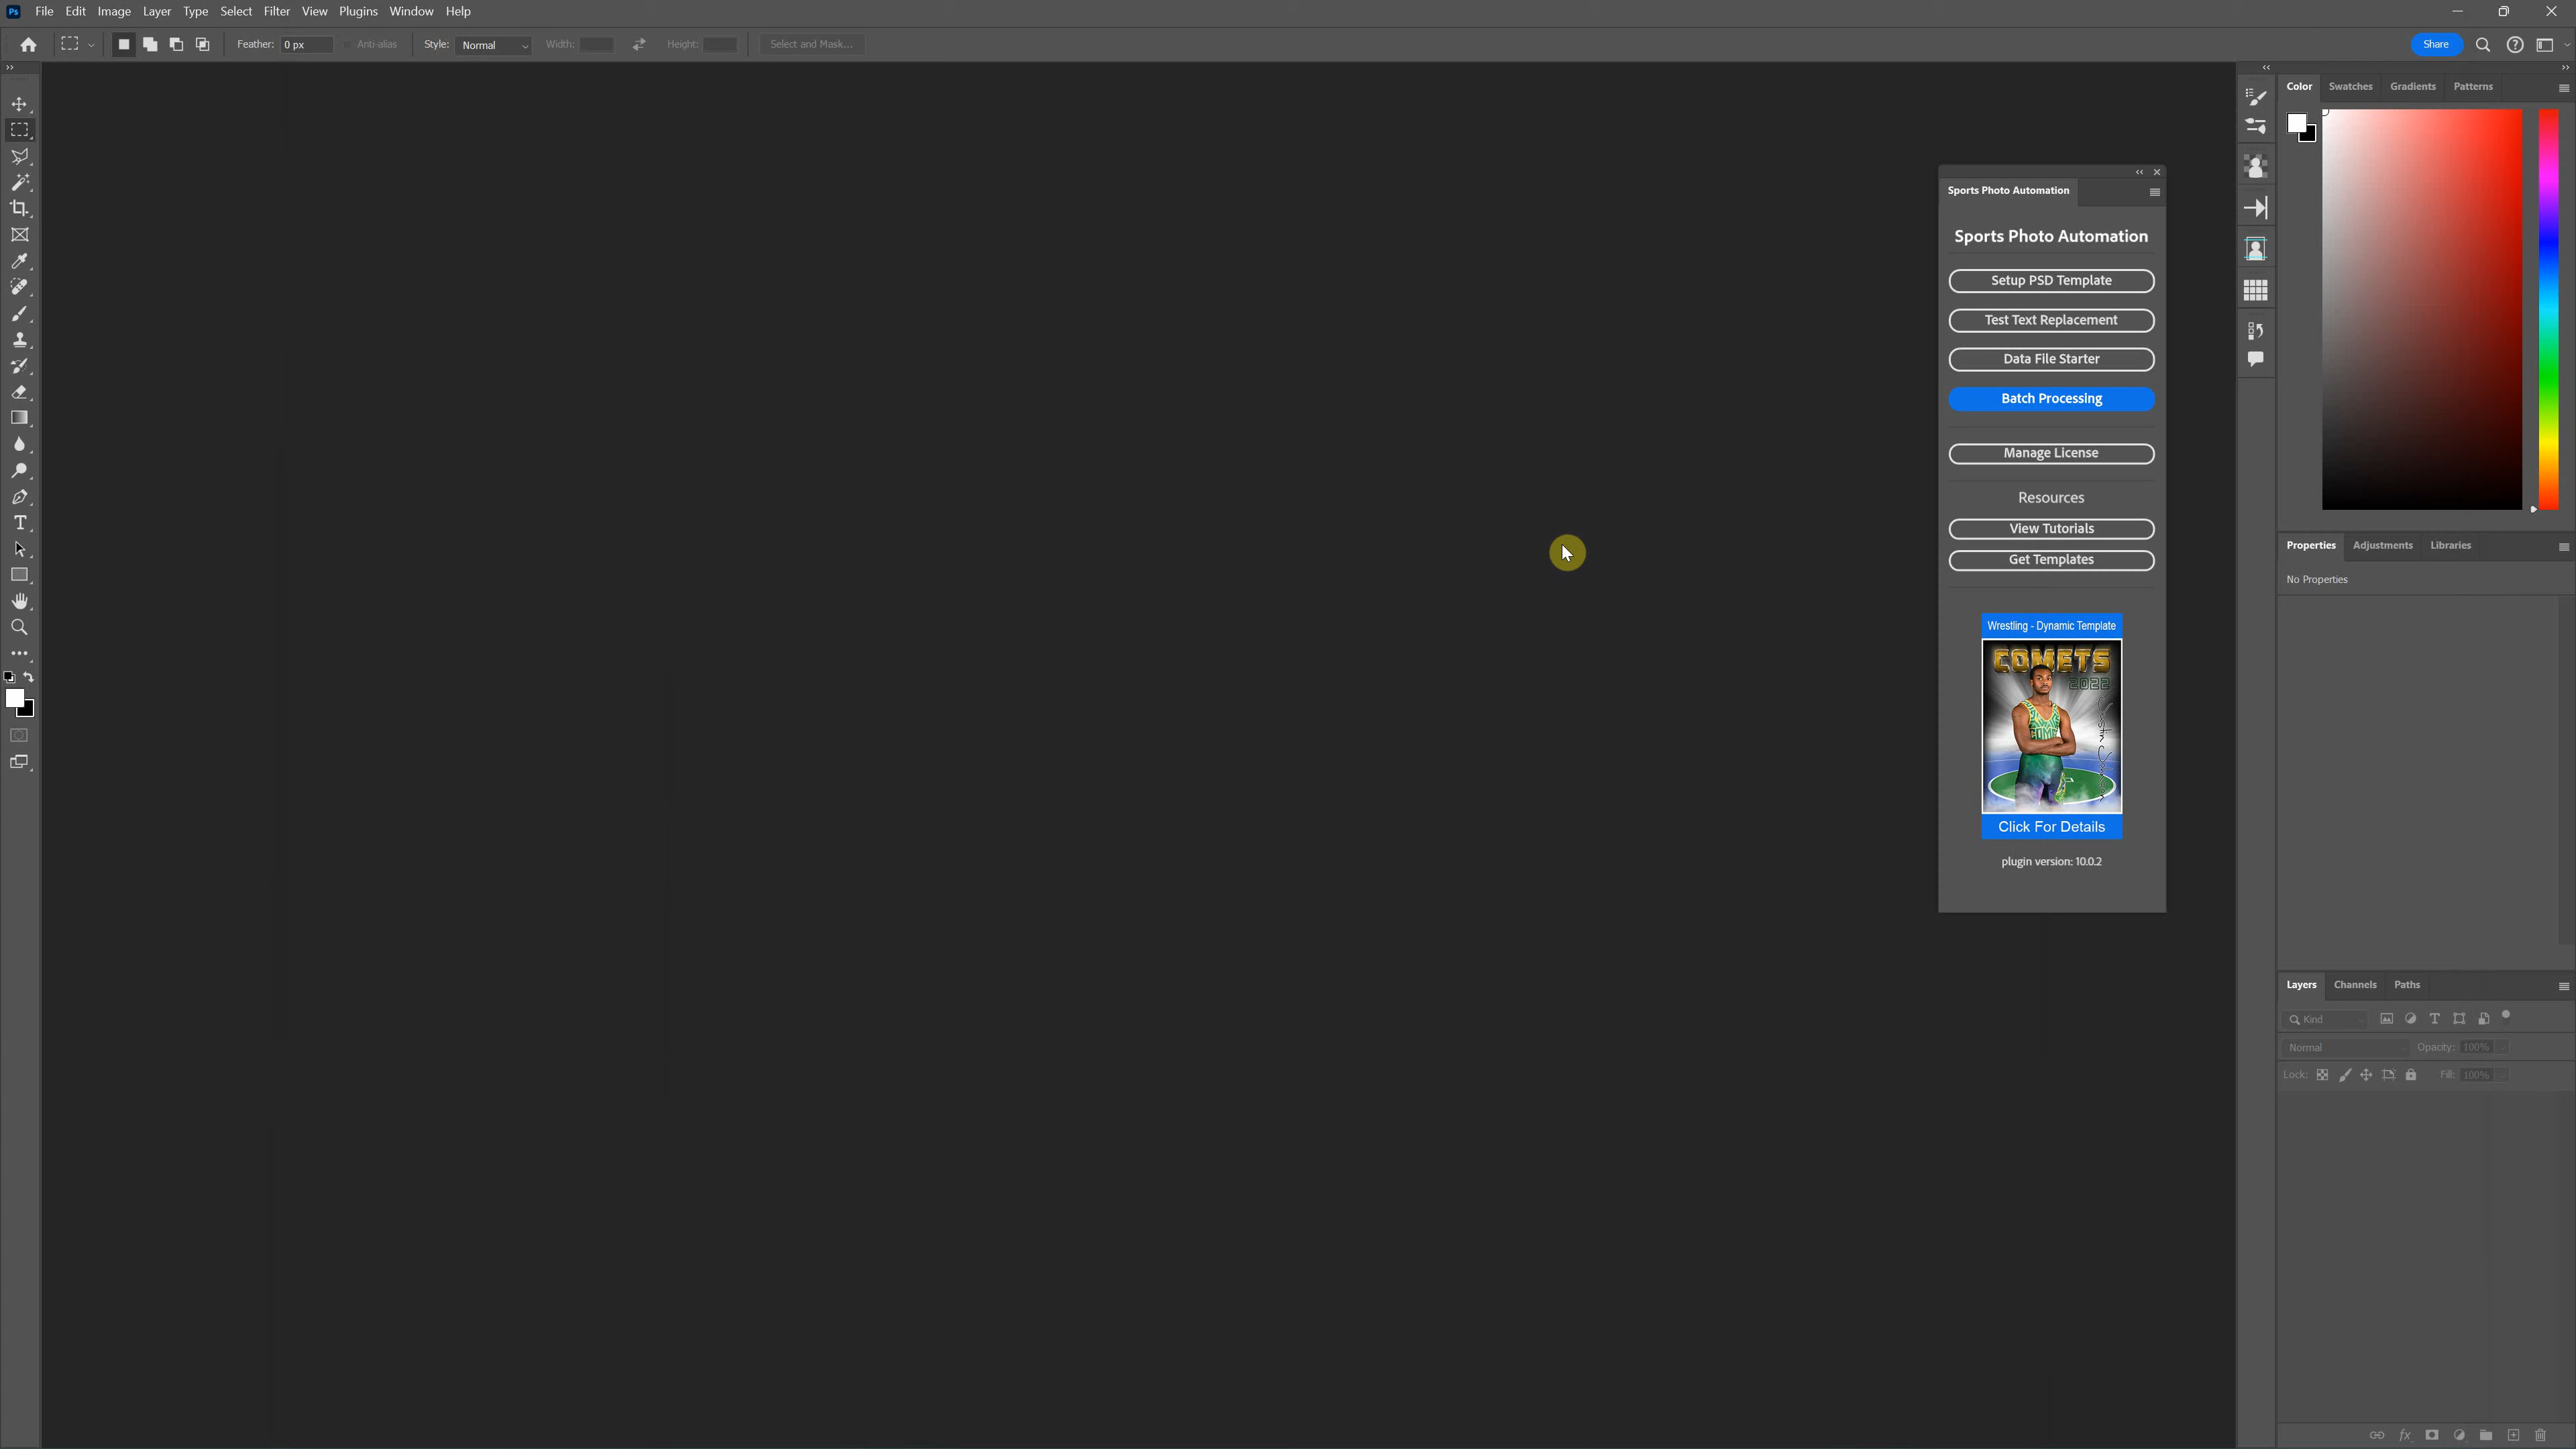 Ps File Edit Image Layer Type Select Filter View Plugins Window Help
Feather: 0 px Anti-alias Style: Normal Width: Height: Select and Mask... Share
Color Swatches Gradients Patterns
Sports Photo Automation
Sports Photo Automation
Setup PSD Template
Test Text Replacement
Data File Starter
Batch Processing
Manage License
Resources
View Tutorials
Get Templates
Wrestling - Dynamic Template
COMETS
2022
COME
Click For Details
plugin version: 10.0.2
Properties Adjustments Libraries
No Properties
Layers Channels Paths
Kind
Normal Opacity: 100%
Lock: Fill: 100%